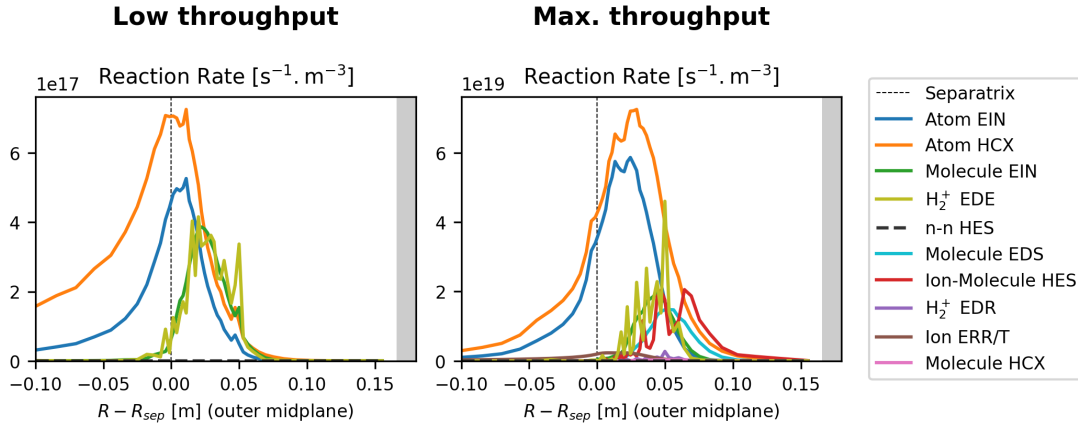 Low throughput
Max. throughput
1e17
Reaction Rate [s⁻¹. m⁻³]
1e19
Reaction Rate [s⁻¹. m⁻³]
6
4
2
0
6
4
2
0
−0.10 −0.05 0.00 0.05 0.10 0.15
−0.10 −0.05 0.00 0.05 0.10 0.15
R − Rsep [m] (outer midplane)
R − Rsep [m] (outer midplane)
Separatrix
Atom EIN
Atom HCX
Molecule EIN
H₂⁺ EDE
n-n HES
Molecule EDS
Ion-Molecule HES
H₂⁺ EDR
Ion ERR/T
Molecule HCX